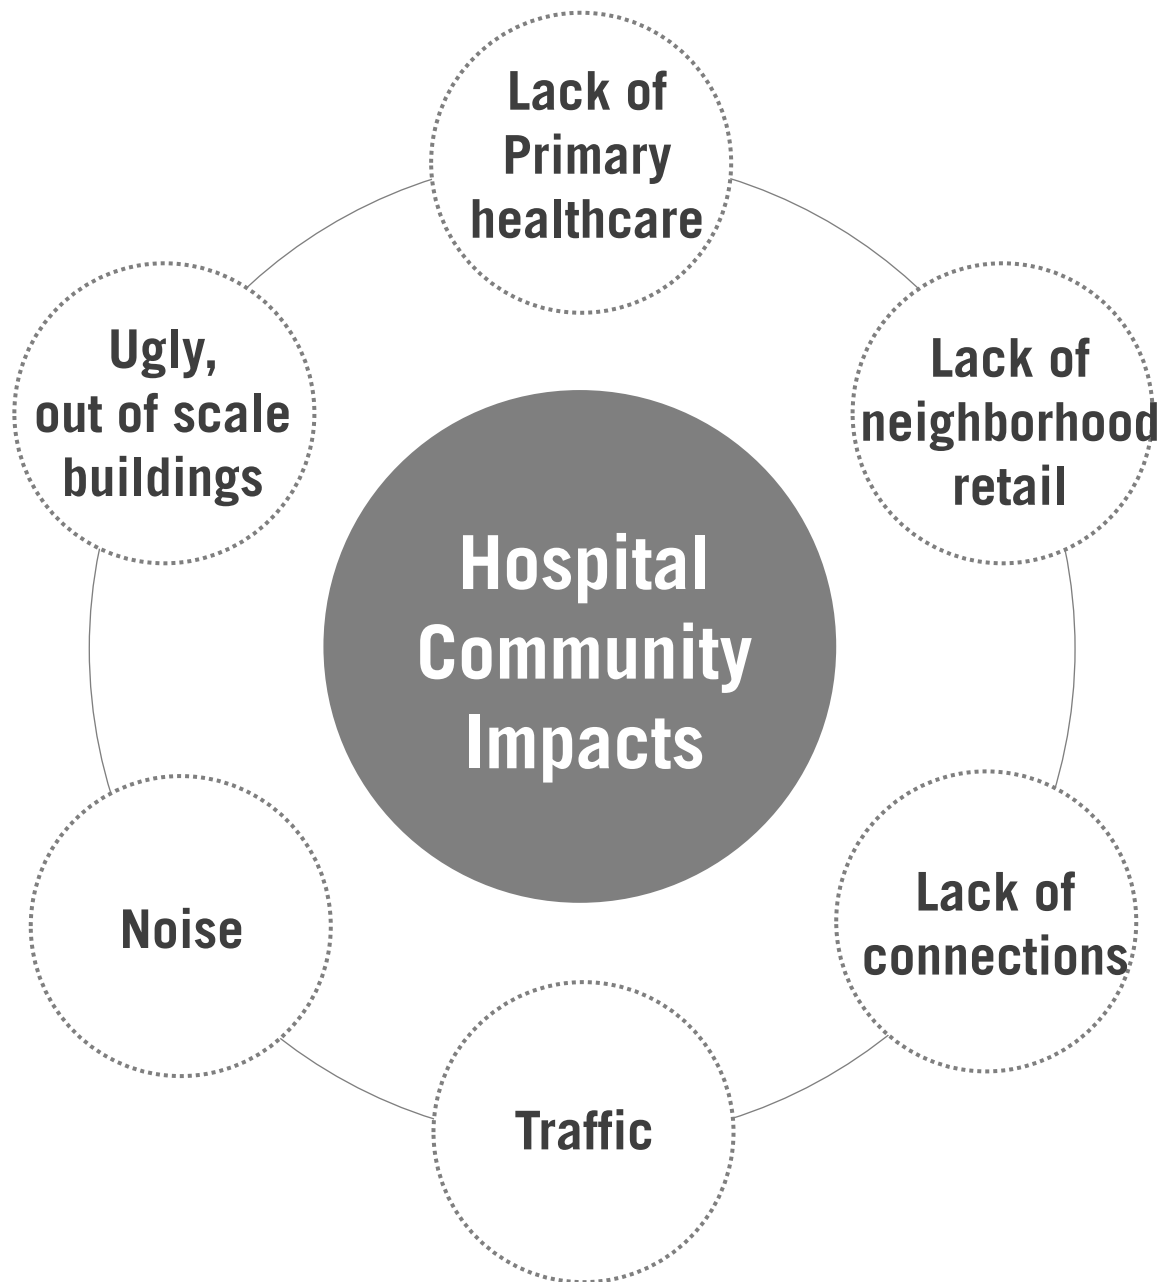 Lack of
Primary
healthcare
Ugly,
out of scale
buildings
Lack of
neighborhood
retail
Hospital
Community
Impacts
Noise
Lack of
connections
Traffic